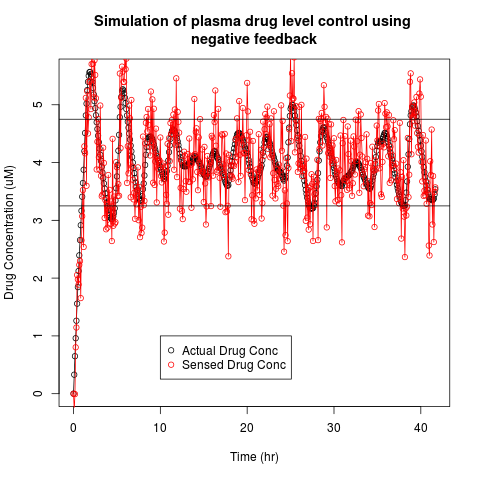 Simulation of plasma drug level control using
negative feedback
Drug Concentration (uM)
5
4
3
2
1
0
Actual Drug Conc
Sensed Drug Conc
0 10 20 30 40
Time (hr)